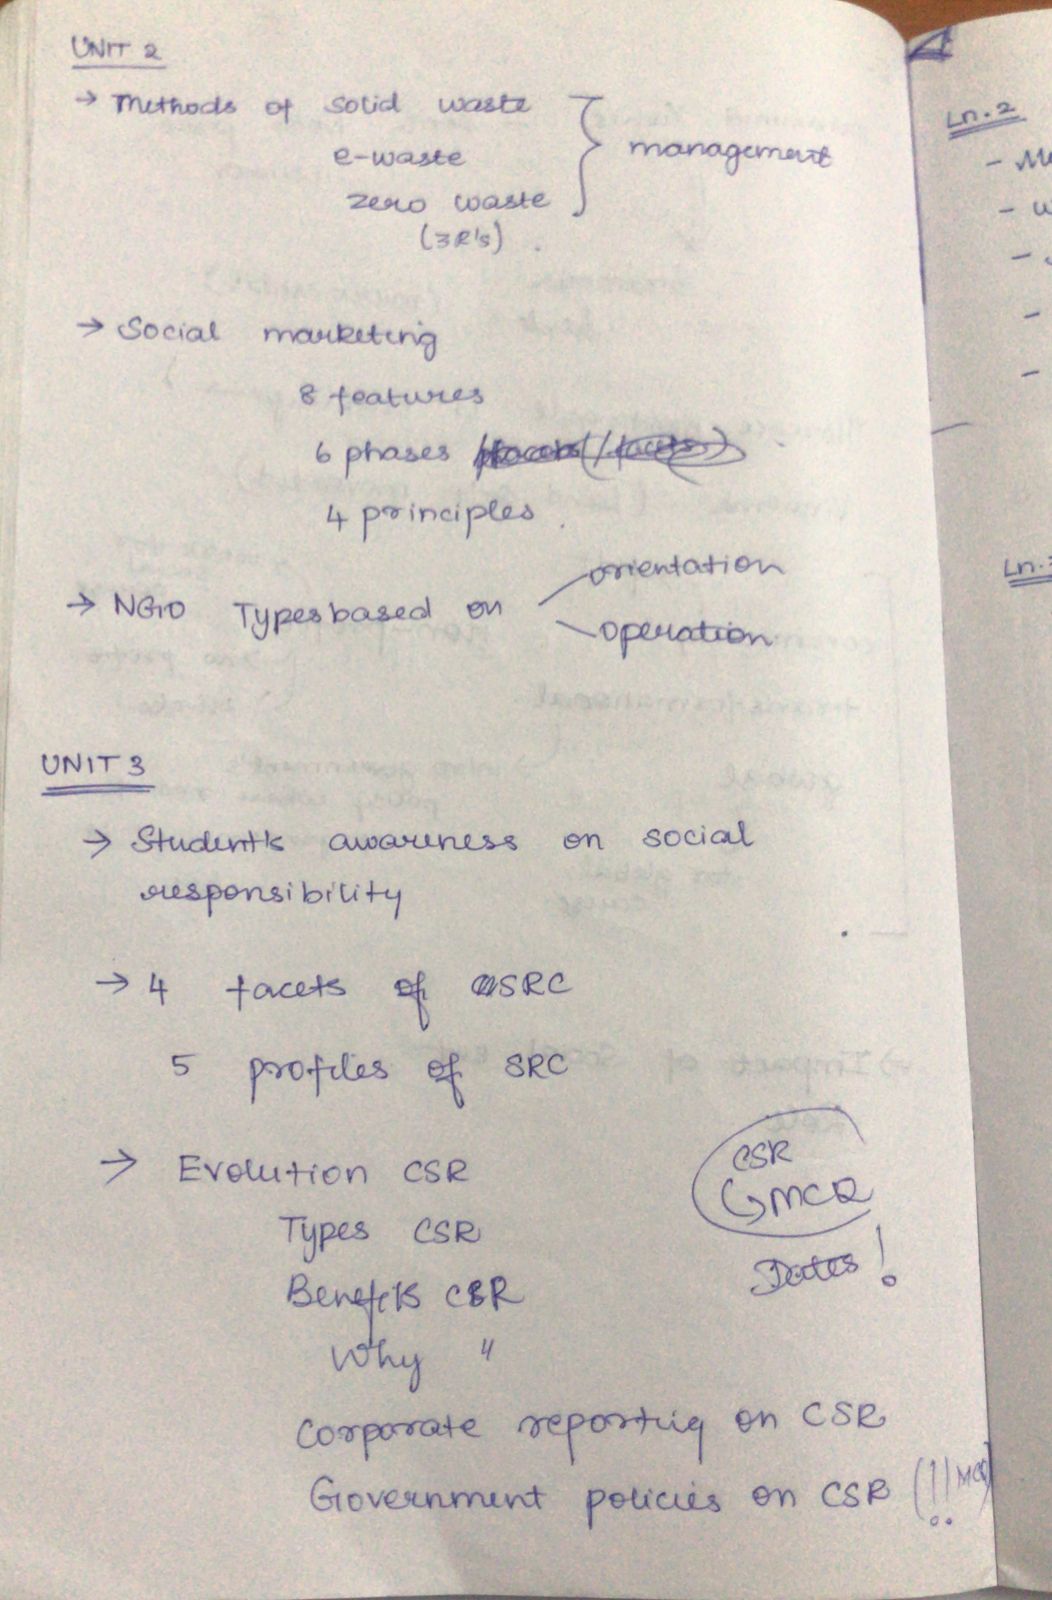 UNIT 2
→ Methods of solid waste
e-waste
zero waste
(3R's)
management
→ Social marketing
8 features
6 phases
4 principles
→ NGO Types based on
orientation
operation
UNIT 3
→ Students awareness on social
responsibility
→ 4 facets of SRC
5 profiles of SRC
→ Evolution CSR
Types CSR
Benefits CSR
Why "
Corporate reporting on CSR
Government policies on CSR (!! MCQ)
CSR
↳ MCQ
Dates!
Ln. 2